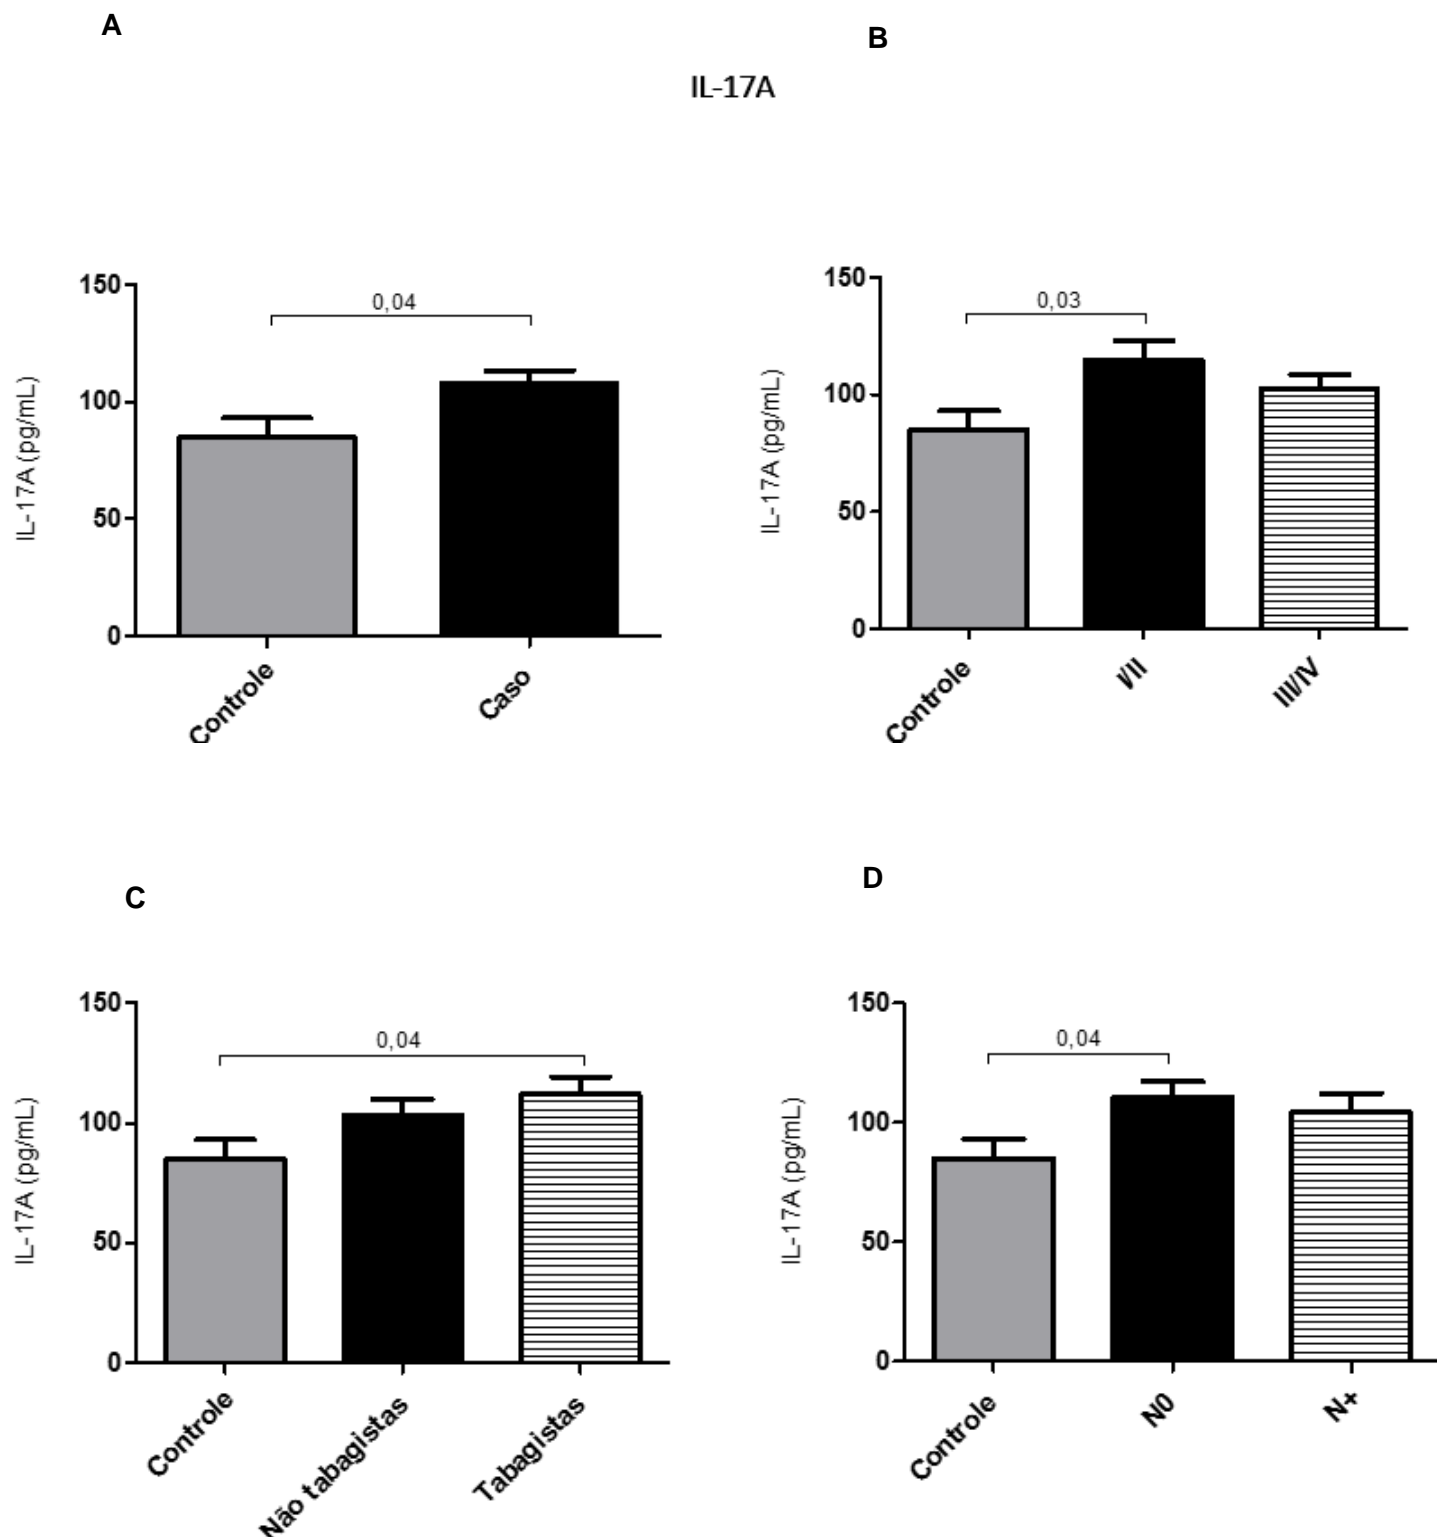 A
B
IL-17A
150
0,04
100
50
0
IL-17A (pg/mL)
Controle
Caso
150
0,03
100
50
0
IL-17A (pg/mL)
Controle
I/II
III/IV
C
D
150
0,04
100
50
0
IL-17A (pg/mL)
Controle
Não tabagistas
Tabagistas
150
0,04
100
50
0
IL-17A (pg/mL)
Controle
N0
N+